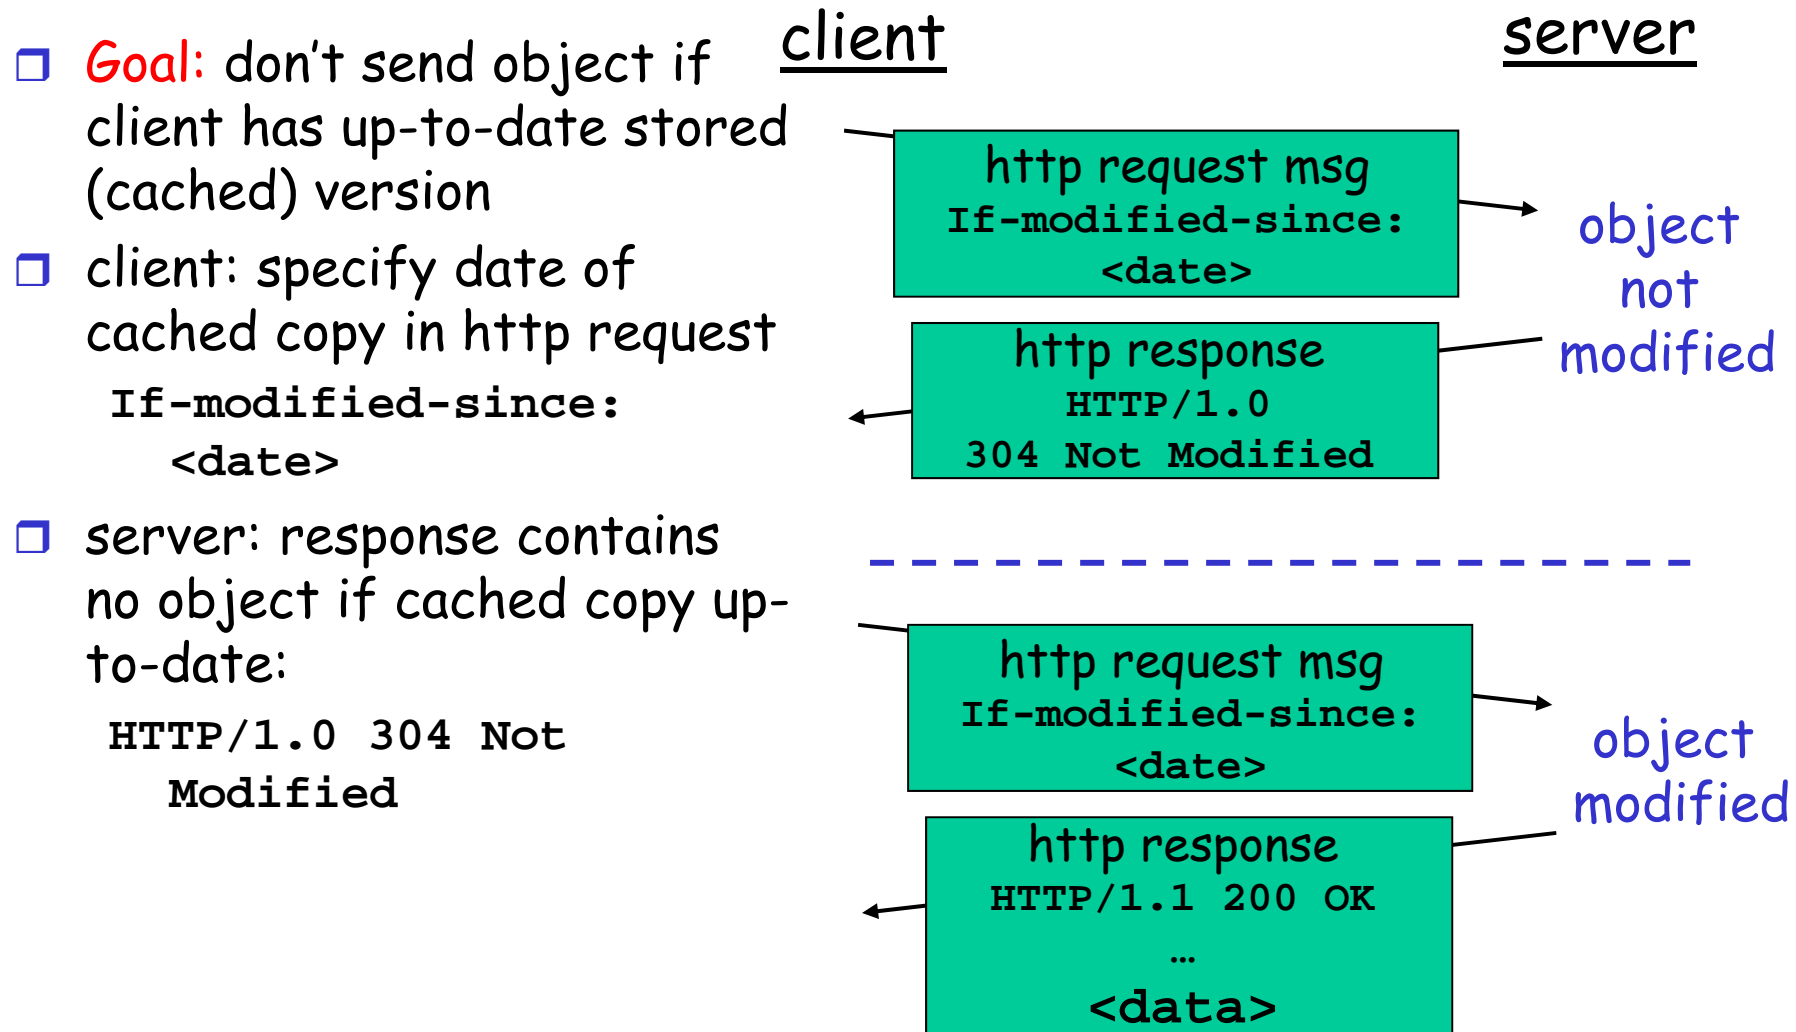 Goal: don't send object if
client has up-to-date stored
(cached) version
client: specify date of
cached copy in http request
If-modified-since:
<date>
server: response contains
no object if cached copy up-
to-date:
HTTP/1.0 304 Not
Modified
client
server
http request msg
If-modified-since:
<date>
object
not
modified
http response
HTTP/1.0
304 Not Modified
http request msg
If-modified-since:
<date>
object
modified
http response
HTTP/1.1 200 OK
…
<data>